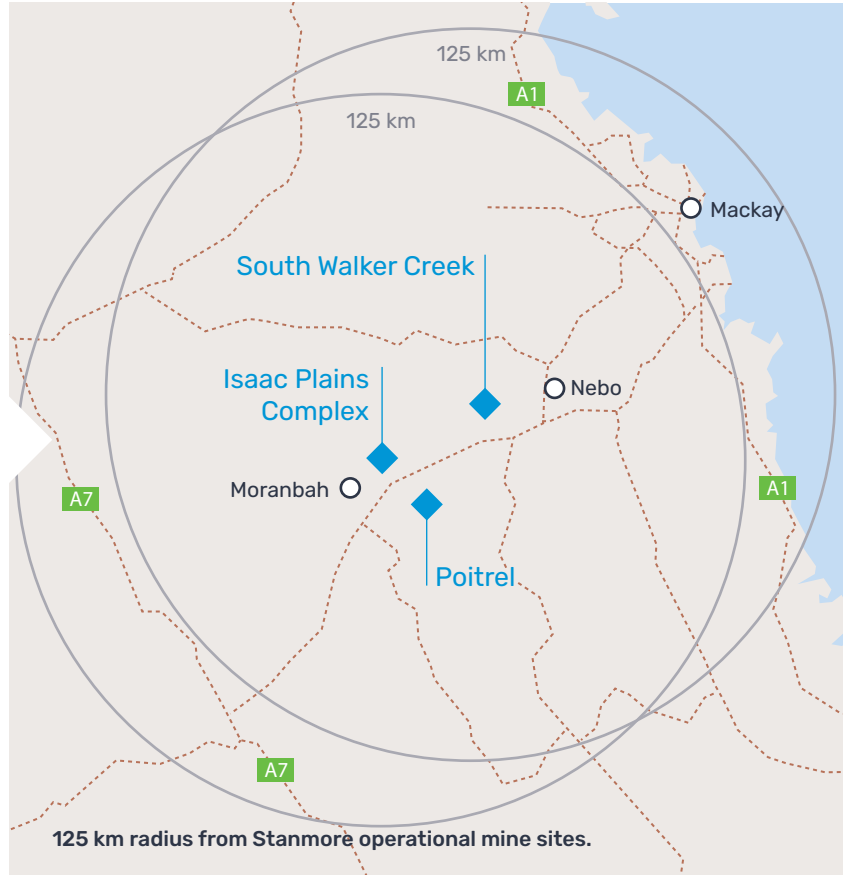 125 km
A1
125 km
Mackay
South Walker Creek
Isaac Plains
Complex
Nebo
Moranbah
A7
A1
Poitrel
A7
125 km radius from Stanmore operational mine sites.